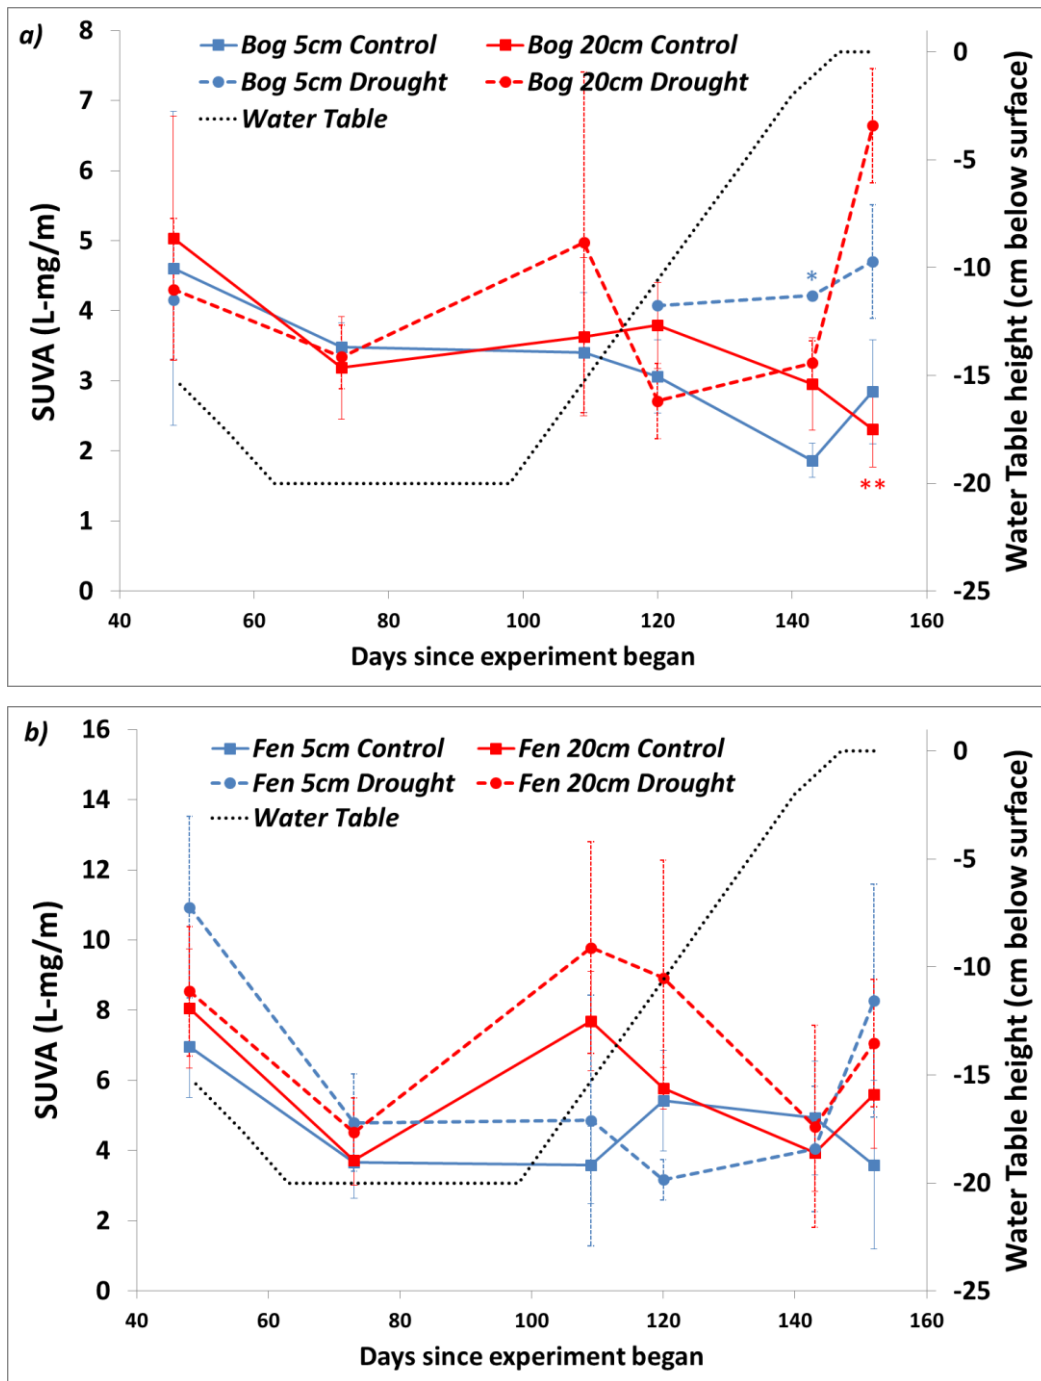 a)
Bog 5cm Control
Bog 20cm Control
Bog 5cm Drought
Bog 20cm Drought
Water Table
SUVA (L-mg/m)
8
7
6
5
4
3
2
1
0
0
-5
-10
-15
-20
-25
Water Table height (cm below surface)
*
**
40 60 80 100 120 140 160
Days since experiment began
b)
Fen 5cm Control
Fen 20cm Control
Fen 5cm Drought
Fen 20cm Drought
Water Table
SUVA (L-mg/m)
16
14
12
10
8
6
4
2
0
0
-5
-10
-15
-20
-25
Water Table height (cm below surface)
40 60 80 100 120 140 160
Days since experiment began